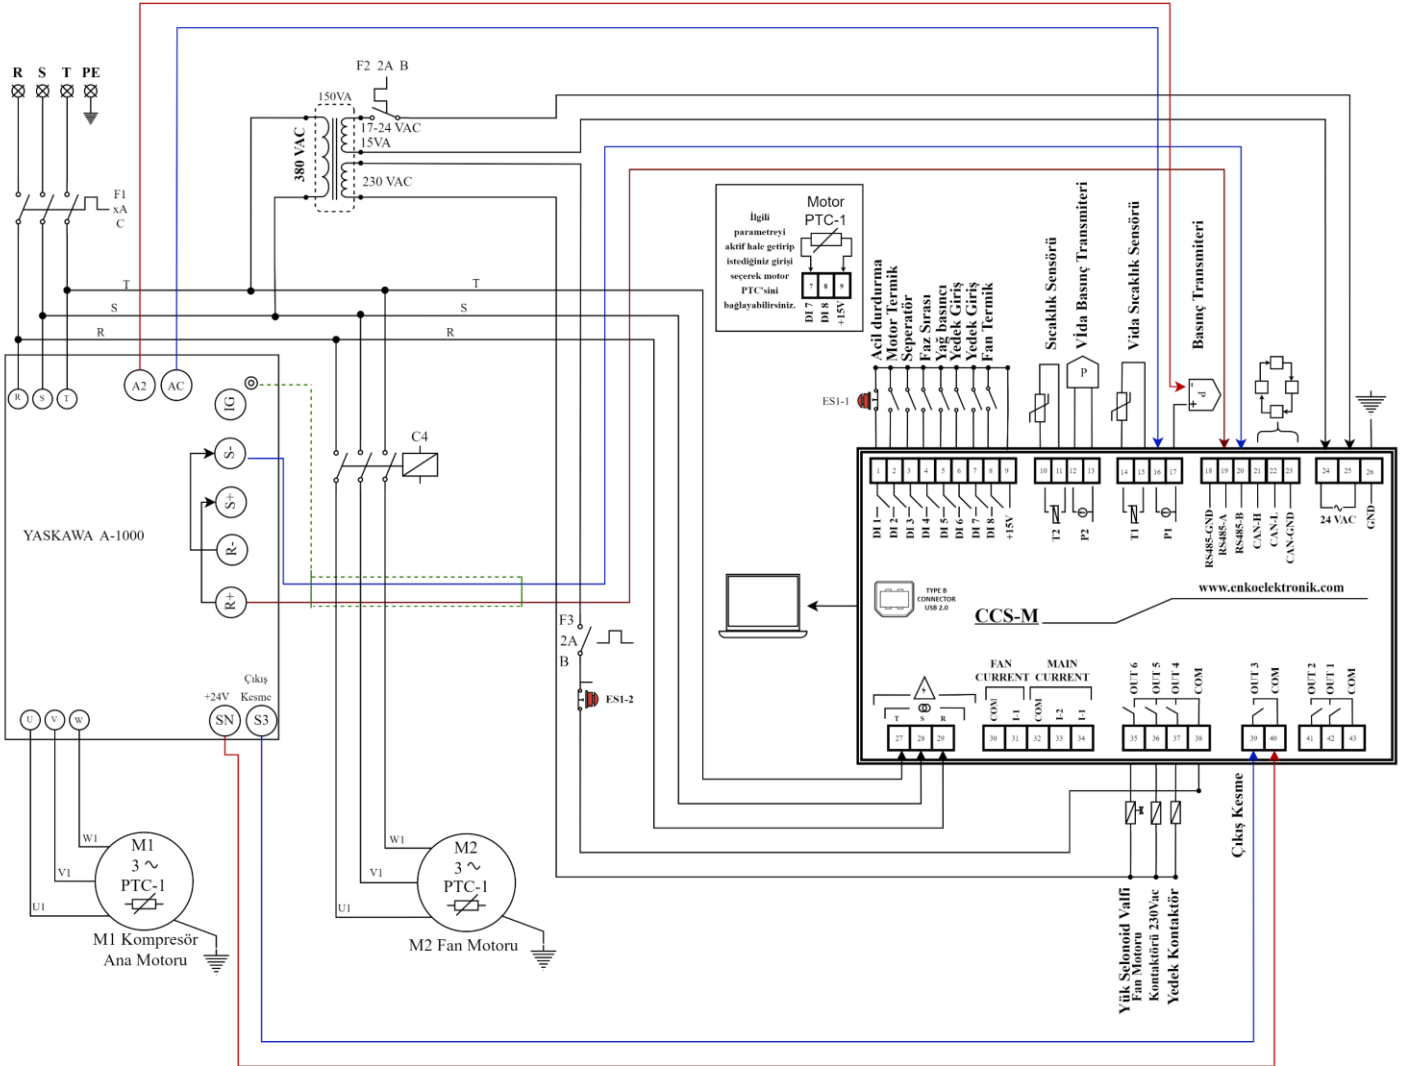 R S T PE
F1
xA
C
F2 2A B
150VA
380 VAC
17-24 VAC
15VA
230 VAC
T
S
R
T
S
R
R
S
T
A2
AC
IG
S-
S+
R-
R+
YASKAWA A-1000
+24V
Çıkış
Kesme
SN
S3
U
V
W
W1
V1
U1
M1
3 ~
PTC-1
M1 Kompresör
Ana Motoru
C4
W1
V1
U1
M2
3 ~
PTC-1
M2 Fan Motoru
F3
2A
B
ES1-2
İlgili
parametreyi
aktif hale getirip
istediğiniz girişi
seçerek motor
PTC'sini
bağlayabilirsiniz.
Motor
PTC-1
7 8 9
DI 7
DI 8
+15V
ES1-1
Acil durdurma
Motor Termik
Seperatör
Faz Sırası
Yağ basıncı
Yedek Giriş
Yedek Giriş
Fan Termik
Sıcaklık Sensörü
Vida Basınç Transmiteri
Vida Sıcaklık Sensörü
Basınç Transmiteri
P
P
- +
1 2 3 4 5 6 7 8 9
10 11 12 13
14 15 16 17
18 19 20 21 22 23
24 25 26
DI 1
DI 2
DI 3
DI 4
DI 5
DI 6
DI 7
DI 8
+15V
T2
P2
T1
P1
RS485-GND
RS485-A
RS485-B
CAN-H
CAN-L
CAN-GND
24 VAC
GND
TYPE B
CONNECTOR
USB 2.0
CCS-M
www.enkoelektronik.com
T S R
27 28 29
FAN
CURRENT
MAIN
CURRENT
COM
I-1
COM
I-2
I-1
30 31 32 33 34
OUT 6
OUT 5
OUT 4
COM
35 36 37 38
OUT 3
COM
39 40
OUT 2
OUT 1
COM
41 42 43
Çıkış Kesme
Yük Selonoid Valfi
Fan Motoru
Kontaktörü 230Vac
Yedek Kontaktör